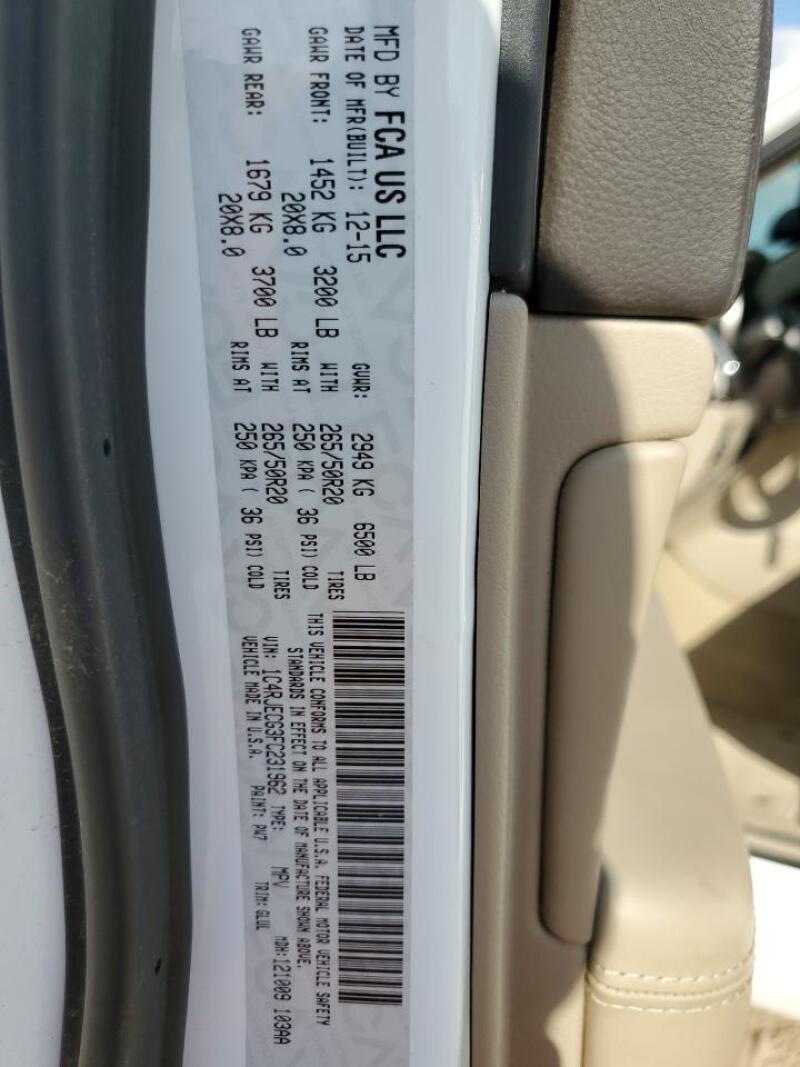 MFD BY FCA US LLC
DATE OF MFR(BUILT): 12-15 GVWR: 2949 KG 6500 LB
GAWR FRONT: 1452 KG 3200 LB WITH 265/50R20 TIRES
20X8.0 RIMS AT 250 KPA ( 36 PSI) COLD
GAWR REAR: 1679 KG 3700 LB WITH 265/50R20 TIRES
20X8.0 RIMS AT 250 KPA ( 36 PSI) COLD
THIS VEHICLE CONFORMS TO ALL APPLICABLE U.S.A. FEDERAL MOTOR VEHICLE SAFETY
STANDARDS IN EFFECT ON THE DATE OF MANUFACTURE SHOWN ABOVE.
VIN: 1C4RJECG3FC231962 TYPE: MPV MDH:121009 103AA
VEHICLE MADE IN U.S.A. PAINT: PW7 TRIM:GLUL